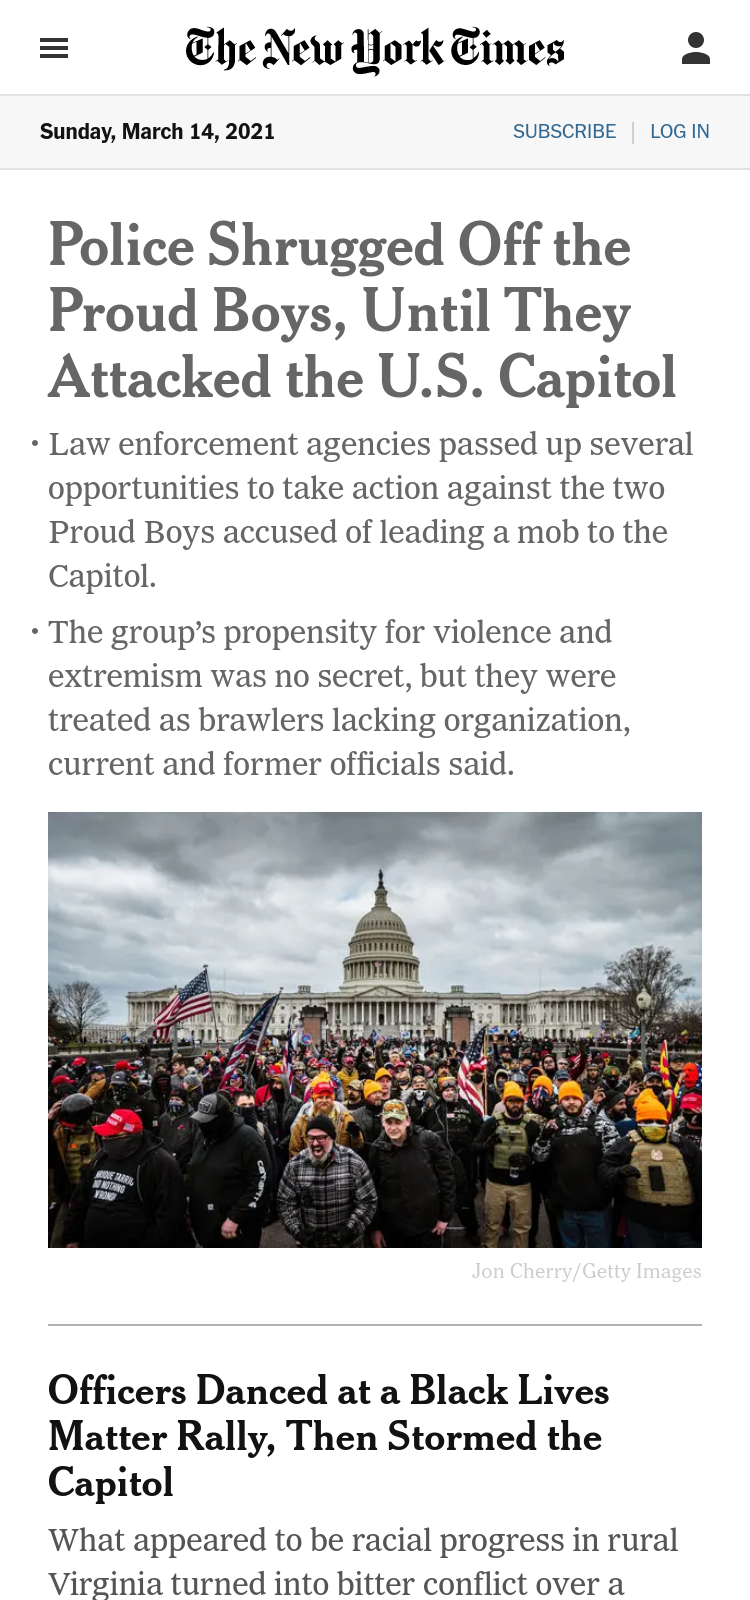 The New York Times
Sunday, March 14, 2021
SUBSCRIBE | LOG IN
Police Shrugged Off the
Proud Boys, Until They
Attacked the U.S. Capitol
• Law enforcement agencies passed up several
opportunities to take action against the two
Proud Boys accused of leading a mob to the
Capitol.
• The group’s propensity for violence and
extremism was no secret, but they were
treated as brawlers lacking organization,
current and former officials said.
DID NOTHING
WRONG!
Jon Cherry/Getty Images
Officers Danced at a Black Lives
Matter Rally, Then Stormed the
Capitol
What appeared to be racial progress in rural
Virginia turned into bitter conflict over a